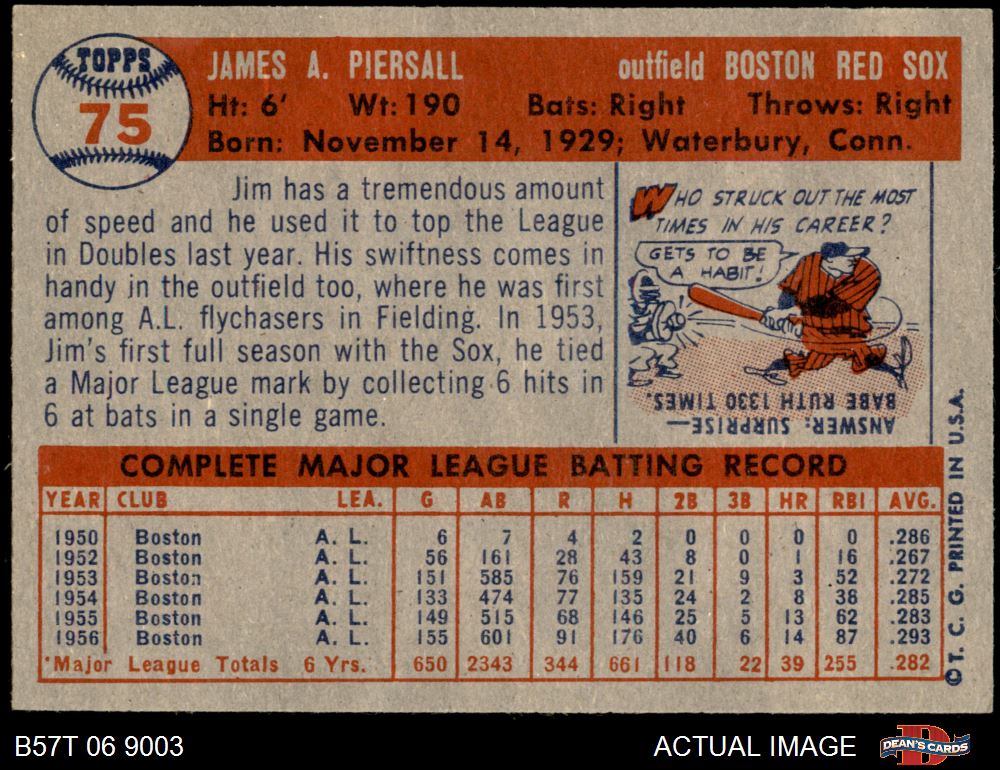 TOPPS
75
JAMES A. PIERSALL outfield BOSTON RED SOX
Ht: 6' Wt: 190 Bats: Right Throws: Right
Born: November 14, 1929; Waterbury, Conn.
Jim has a tremendous amount
of speed and he used it to top the League
in Doubles last year. His swiftness comes in
handy in the outfield too, where he was first
among A.L. flychasers in Fielding. In 1953,
Jim's first full season with the Sox, he tied
a Major League mark by collecting 6 hits in
6 at bats in a single game.
WHO STRUCK OUT THE MOST
TIMES IN HIS CAREER?
GETS TO BE
A HABIT!
ANSWER: SURPRISE—
BABE RUTH 1330 TIMES.
COMPLETE MAJOR LEAGUE BATTING RECORD
YEAR CLUB LEA. G AB R H 2B 3B HR RBI AVG.
1950 Boston A. L. 6 7 4 2 0 0 0 0 .286
1952 Boston A. L. 56 161 28 43 8 0 1 16 .267
1953 Boston A. L. 151 585 76 159 21 9 3 52 .272
1954 Boston A. L. 133 474 77 135 24 2 8 38 .285
1955 Boston A. L. 149 515 68 146 25 5 13 62 .283
1956 Boston A. L. 155 601 91 176 40 6 14 87 .293
*Major League Totals 6 Yrs. 650 2343 344 661 118 22 39 255 .282
© T. C. G. PRINTED IN U.S.A.
B57T 06 9003 ACTUAL IMAGE
D
DEAN'S CARDS